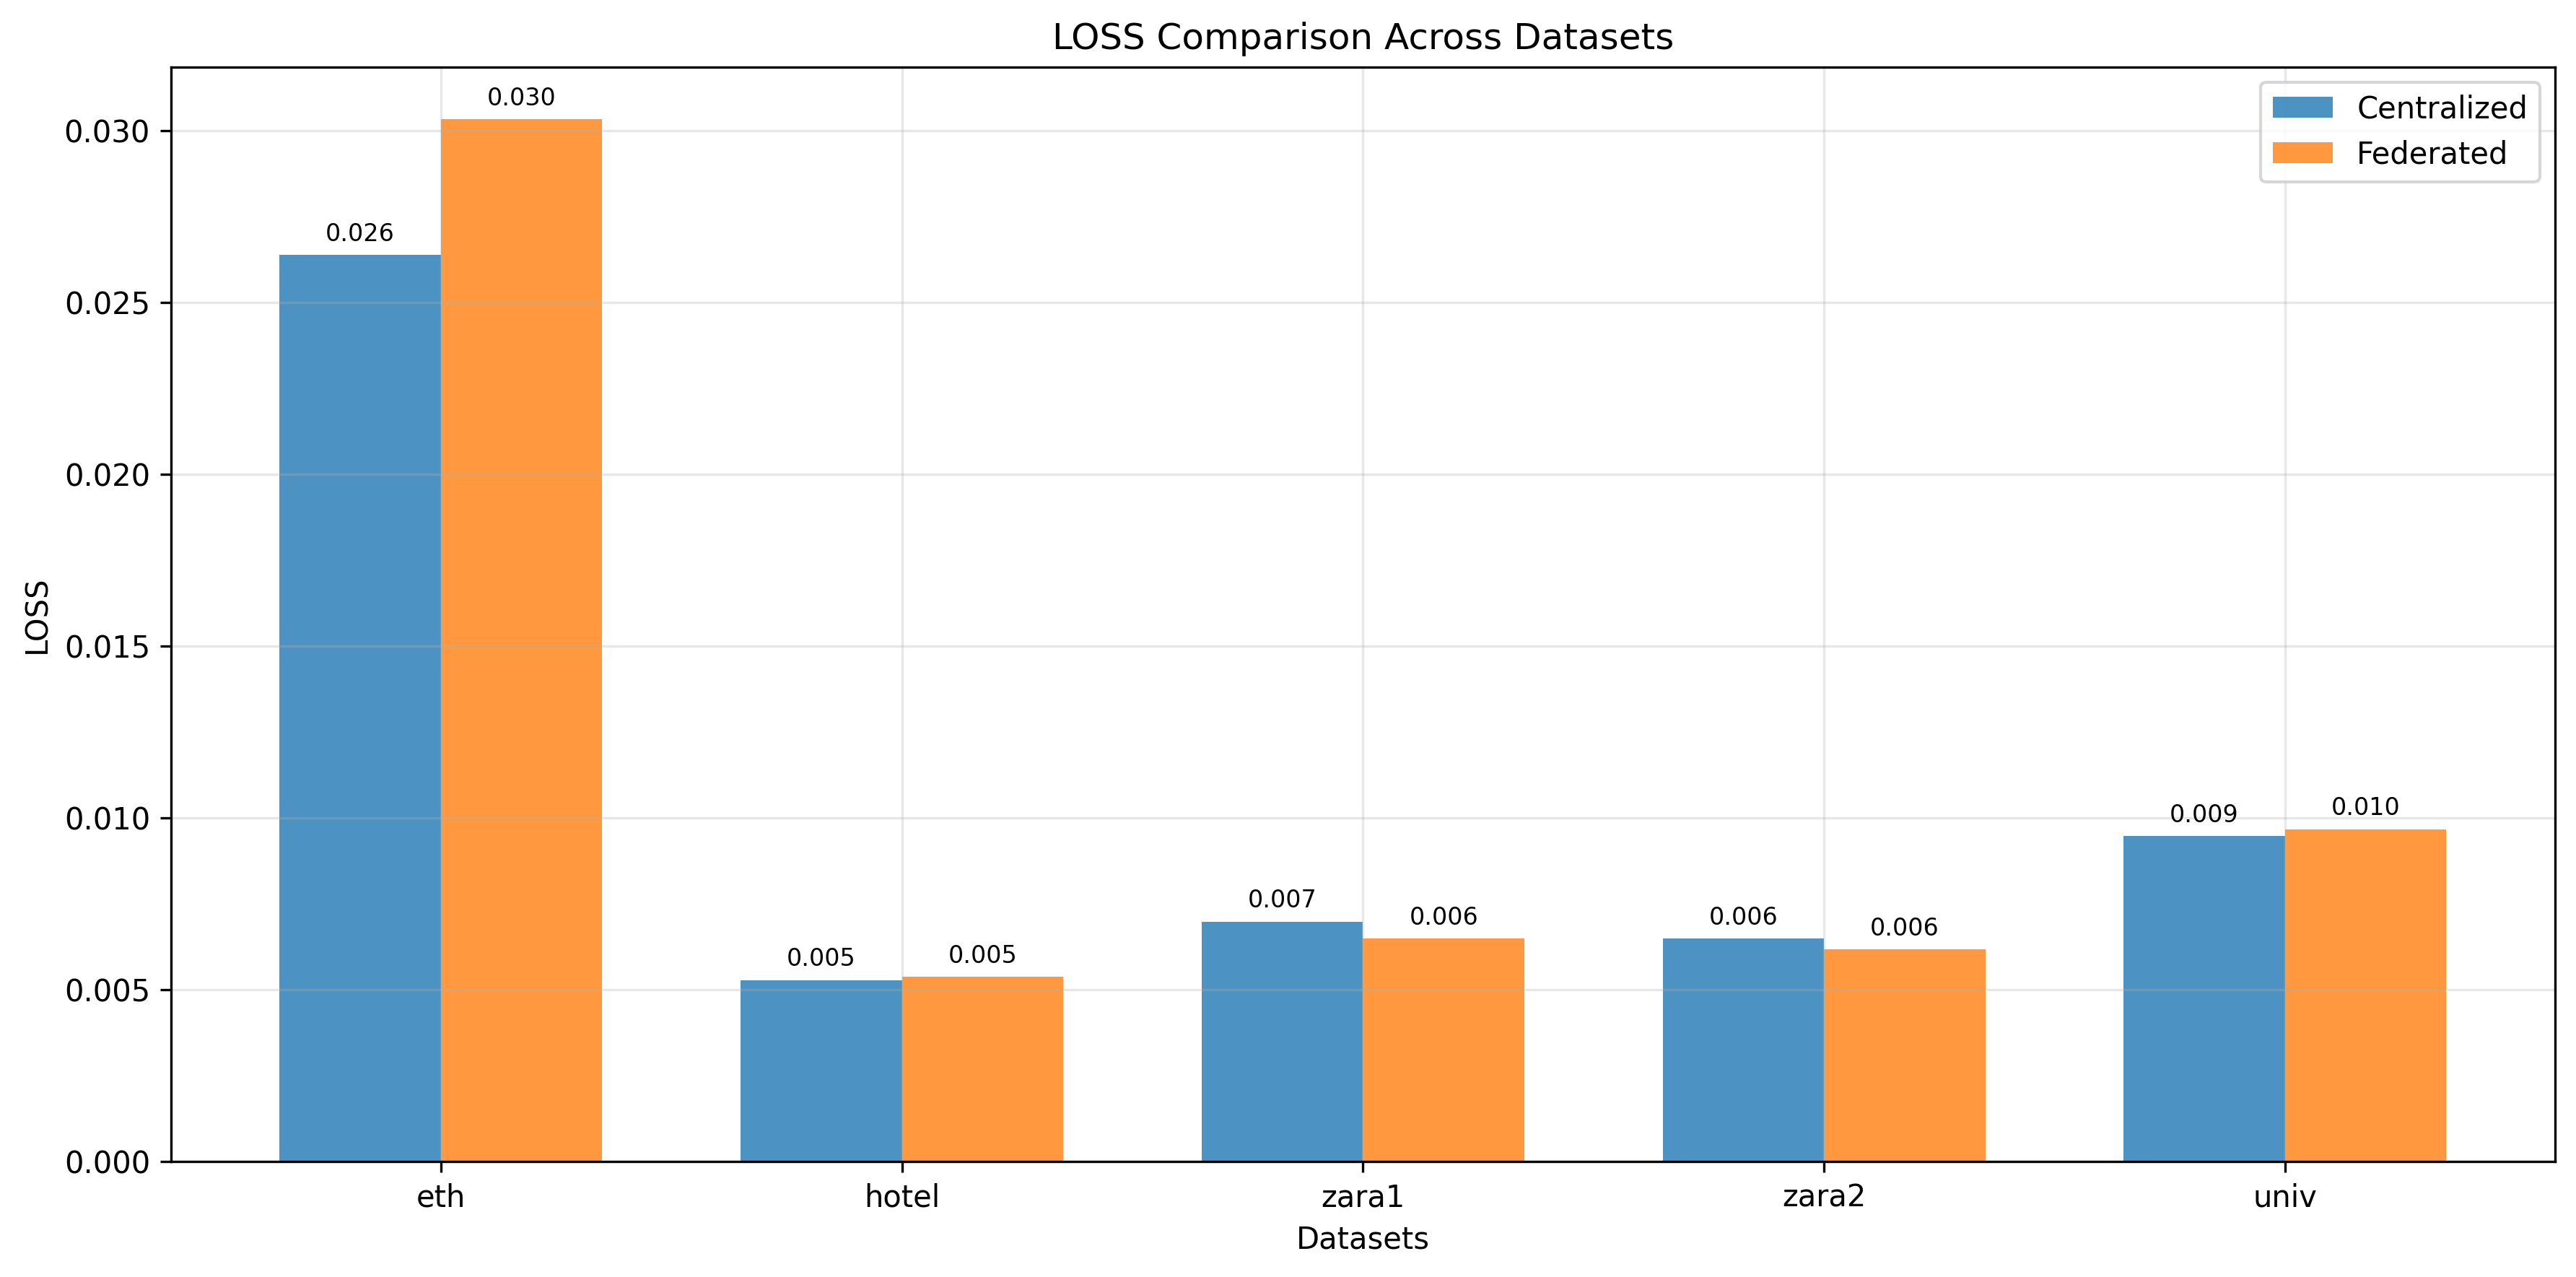 LOSS Comparison Across Datasets
Centralized
Federated
0.030
0.026
0.005
0.005
0.007
0.006
0.006
0.006
0.009
0.010
0.030
0.025
0.020
0.015
0.010
0.005
0.000
LOSS
eth
hotel
zara1
zara2
univ
Datasets